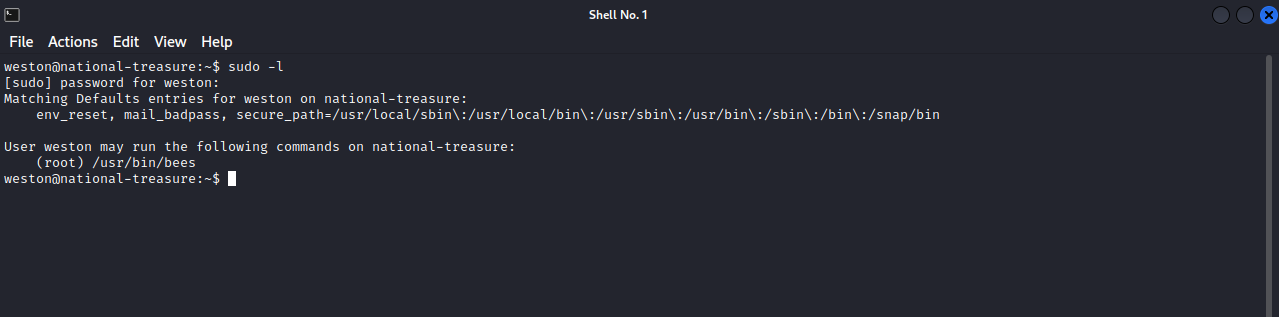 Shell No. 1
File Actions Edit View Help
weston@national-treasure:~$ sudo -l
[sudo] password for weston:
Matching Defaults entries for weston on national-treasure:
    env_reset, mail_badpass, secure_path=/usr/local/sbin\:/usr/local/bin\:/usr/sbin\:/usr/bin\:/sbin\:/bin\:/snap/bin
User weston may run the following commands on national-treasure:
    (root) /usr/bin/bees
weston@national-treasure:~$